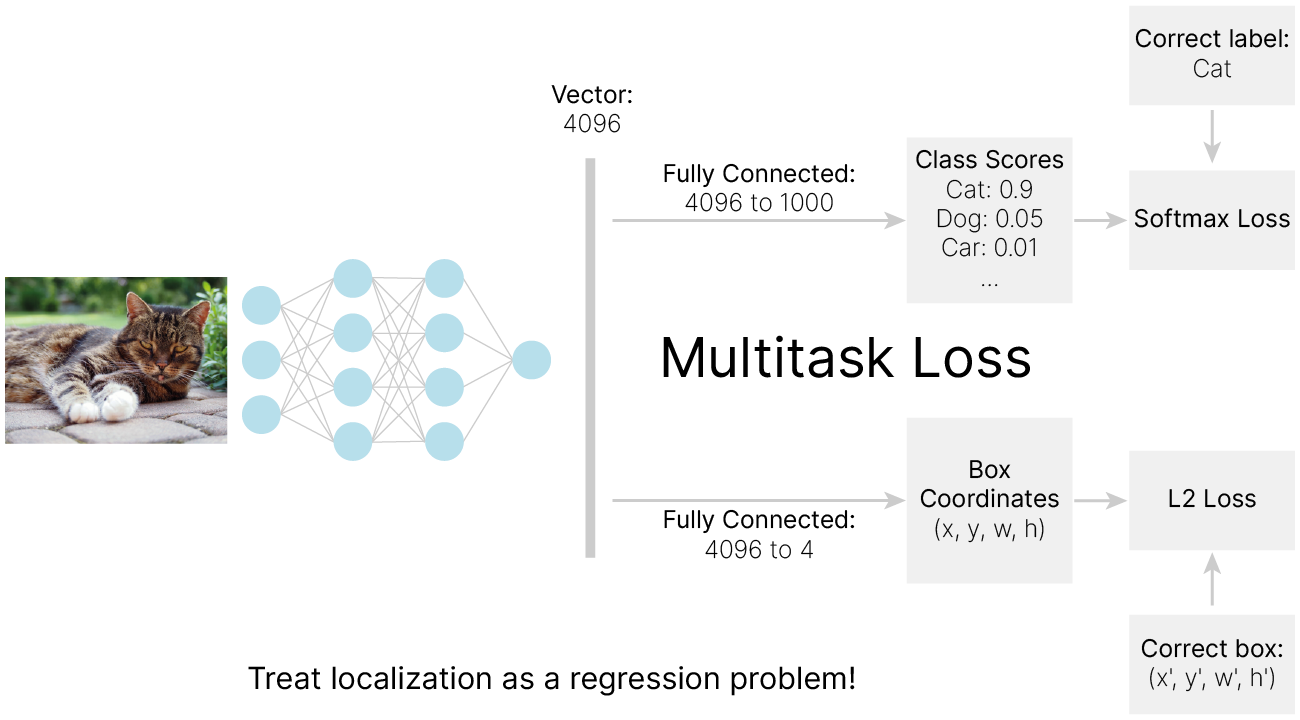 Correct label:
Cat
Vector:
4096
Fully Connected:
4096 to 1000
Class Scores
Cat: 0.9
Dog: 0.05
Car: 0.01
...
Softmax Loss
Multitask Loss
Fully Connected:
4096 to 4
Box
Coordinates
(x, y, w, h)
L2 Loss
Correct box:
(x', y', w', h')
Treat localization as a regression problem!